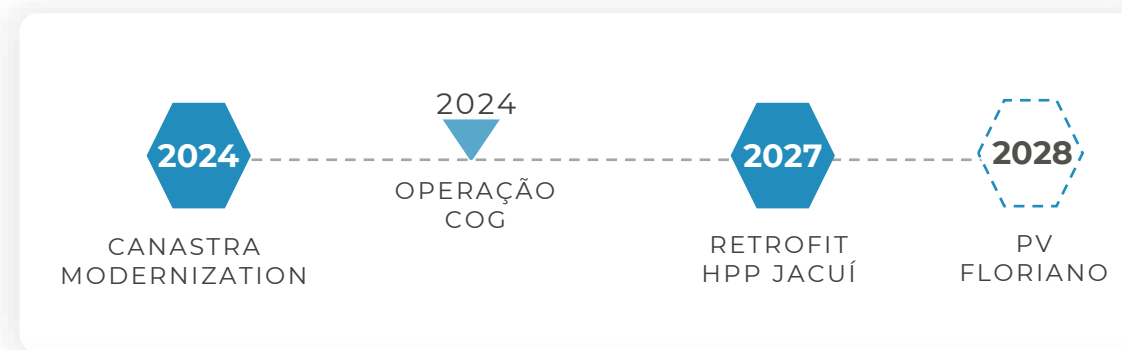 2024
CANASTRA
MODERNIZATION
2024
OPERAÇÃO
COG
2027
RETROFIT
HPP JACUÍ
2028
PV
FLORIANO